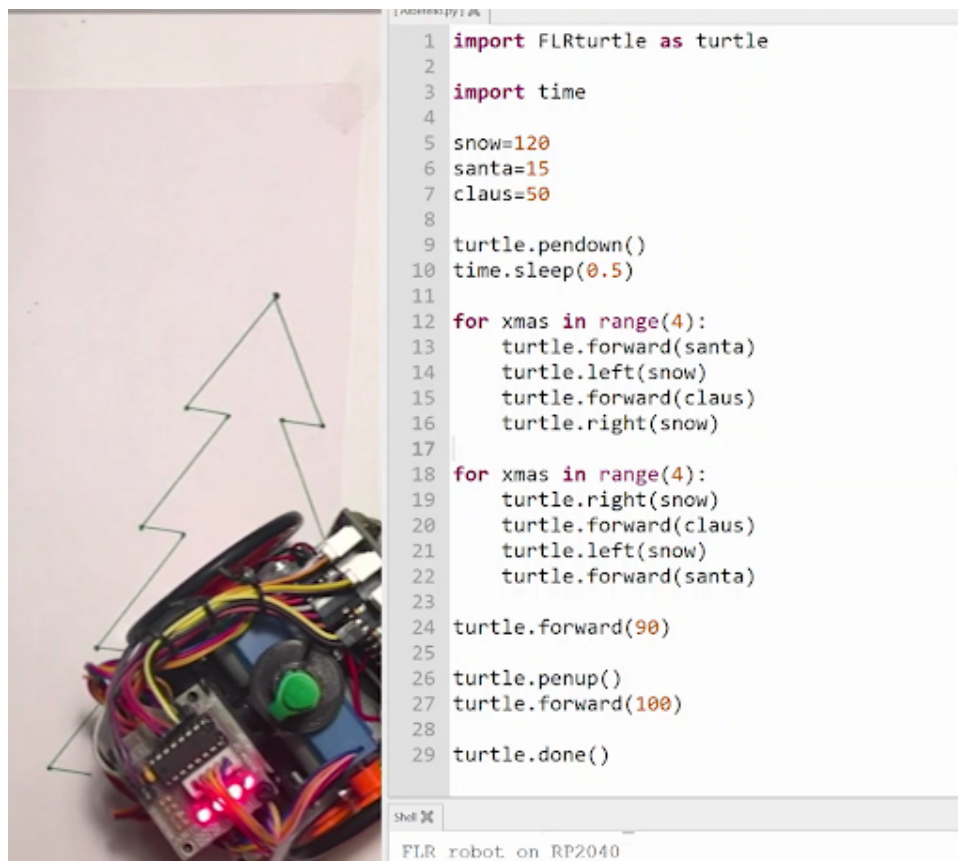 1 import FLRturtle as turtle
2
3 import time
4
5 snow=120
6 santa=15
7 claus=50
8
9 turtle.pendown()
10 time.sleep(0.5)
11
12 for xmas in range(4):
13     turtle.forward(santa)
14     turtle.left(snow)
15     turtle.forward(claus)
16     turtle.right(snow)
17
18 for xmas in range(4):
19     turtle.right(snow)
20     turtle.forward(claus)
21     turtle.left(snow)
22     turtle.forward(santa)
23
24 turtle.forward(90)
25
26 turtle.penup()
27 turtle.forward(100)
28
29 turtle.done()
Shell
FLR robot on RP2040